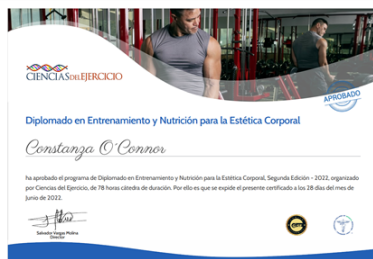 CIENCIAS DEL EJERCICIO
APROBADO
Diplomado en Entrenamiento y Nutrición para la Estética Corporal
Constanza O'Connor
ha aprobado el programa de Diplomado en Entrenamiento y Nutrición para la Estética Corporal, Segunda Edición - 2022, organizado
por Ciencias del Ejercicio, de 78 horas cátedra de duración. Por ello es que se expide el presente certificado a los 28 días del mes de
Junio de 2022.
Salvador Vargas Molina
Director